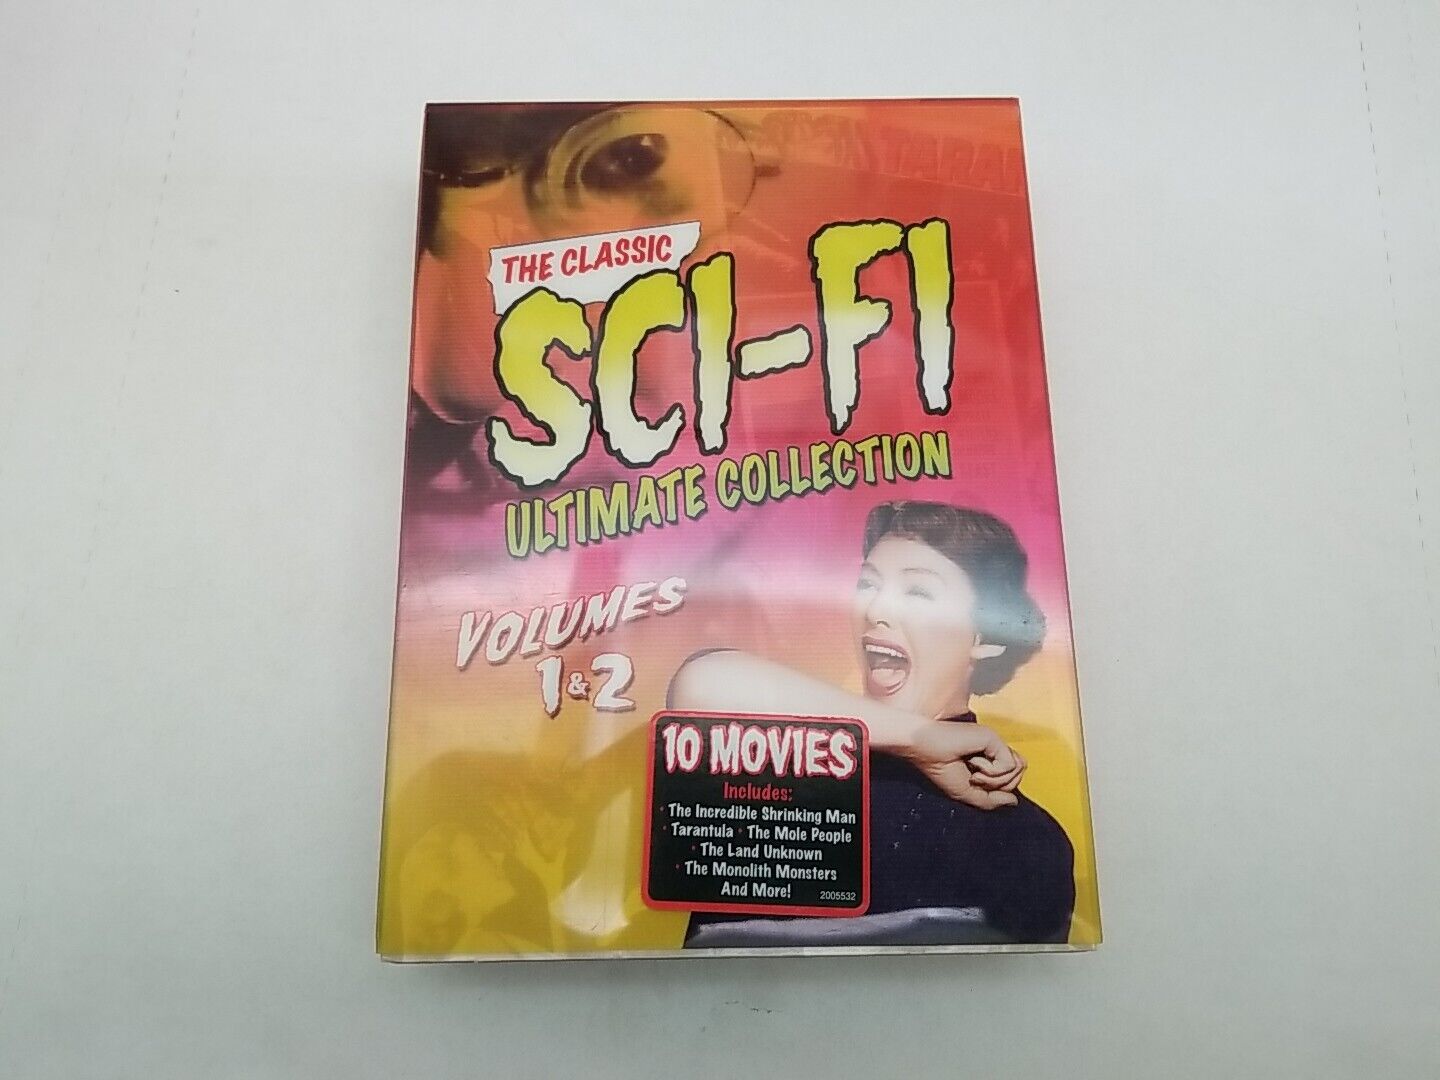 TARAN
THE CLASSIC
SCI-FI
ULTIMATE COLLECTION
VOLUMES
1 & 2
10 MOVIES
Includes:
• The Incredible Shrinking Man
• Tarantula • The Mole People
• The Land Unknown
• The Monolith Monsters
And More!
2005532